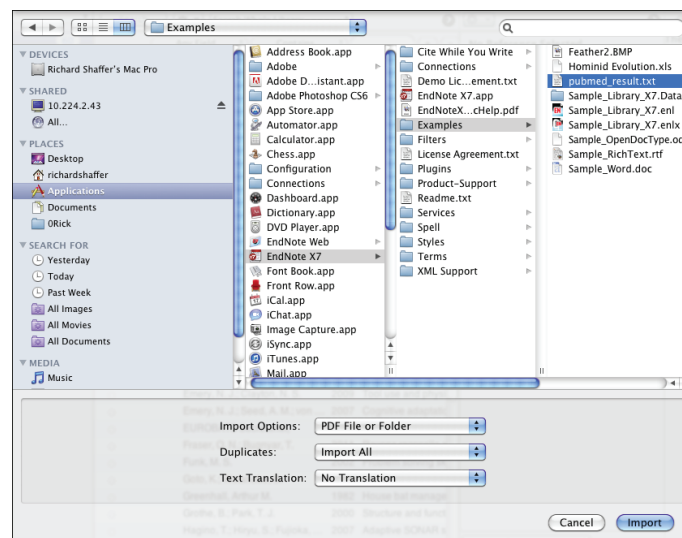 Examples
DEVICES
Richard Shaffer's Mac Pro
SHARED
10.224.2.43
All...
PLACES
Desktop
richardshaffer
Applications
Documents
0Rick
SEARCH FOR
Yesterday
Today
Past Week
All Images
All Movies
All Documents
MEDIA
Music
Address Book.app
Adobe
Adobe D...istant.app
Adobe Photoshop CS6
App Store.app
Automator.app
Calculator.app
Chess.app
Configuration
Connections
Dashboard.app
Dictionary.app
DVD Player.app
EndNote Web
EndNote X7
Font Book.app
Front Row.app
iCal.app
iChat.app
Image Capture.app
iSync.app
iTunes.app
Mail.app
Cite While You Write
Connections
Demo Lic...ement.txt
EndNote X7.app
EndNoteX...cHelp.pdf
Examples
Filters
License Agreement.txt
Plugins
Product-Support
Readme.txt
Services
Spell
Styles
Terms
XML Support
Feather2.BMP
Hominid Evolution.xls
pubmed_result.txt
Sample_Library_X7.Data
Sample_Library_X7.enl
Sample_Library_X7.enlx
Sample_OpenDocType.od
Sample_RichText.rtf
Sample_Word.doc
Import Options: PDF File or Folder
Duplicates: Import All
Text Translation: No Translation
Cancel Import